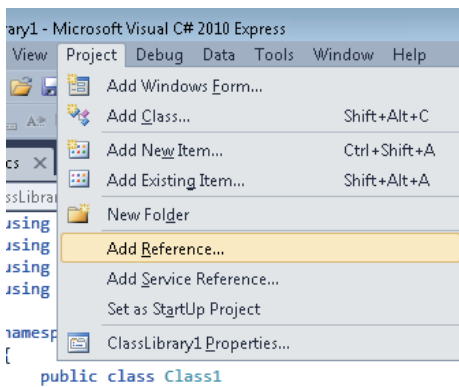 rary1 - Microsoft Visual C# 2010 Express
View Project Debug Data Tools Window Help
Add Windows Form...
Add Class... Shift+Alt+C
Add New Item... Ctrl+Shift+A
Add Existing Item... Shift+Alt+A
New Folder
Add Reference...
Add Service Reference...
Set as StartUp Project
ClassLibrary1 Properties...
cs
ssLibrar
using
using
using
using
namesp
{
public class Class1